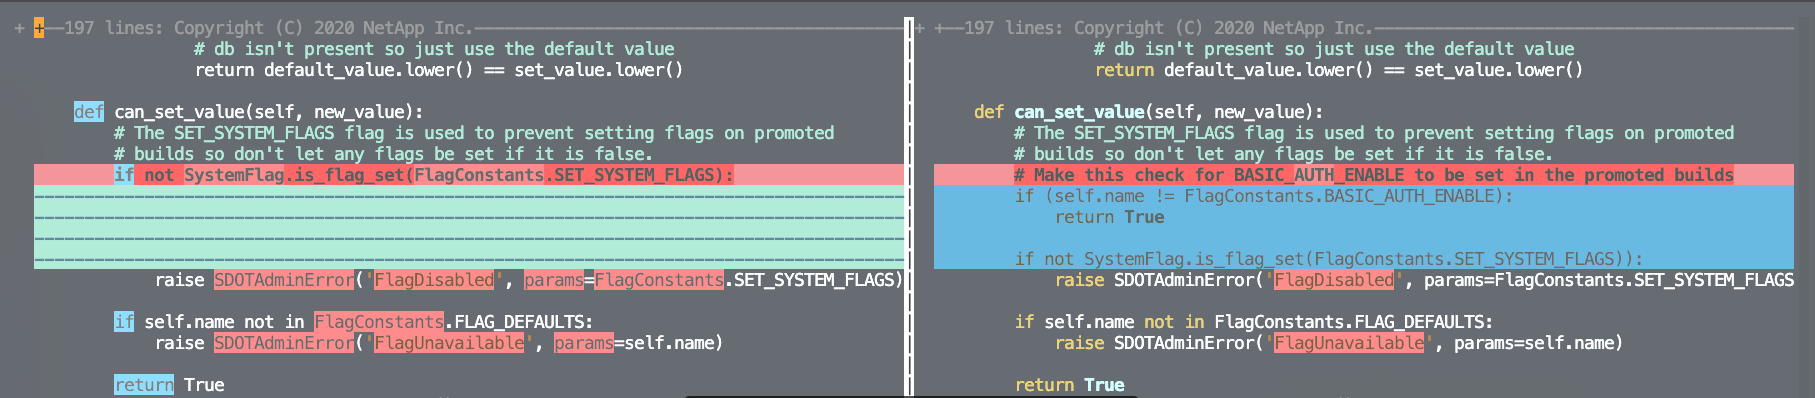 + +--197 lines: Copyright (C) 2020 NetApp Inc.
# db isn't present so just use the default value
return default_value.lower() == set_value.lower()
def can_set_value(self, new_value):
# The SET_SYSTEM_FLAGS flag is used to prevent setting flags on promoted
# builds so don't let any flags be set if it is false.
if not SystemFlag.is_flag_set(FlagConstants.SET_SYSTEM_FLAGS):
raise SDOTAdminError('FlagDisabled', params=FlagConstants.SET_SYSTEM_FLAGS)
if self.name not in FlagConstants.FLAG_DEFAULTS:
raise SDOTAdminError('FlagUnavailable', params=self.name)
return True
+ +--197 lines: Copyright (C) 2020 NetApp Inc.
# db isn't present so just use the default value
return default_value.lower() == set_value.lower()
def can_set_value(self, new_value):
# The SET_SYSTEM_FLAGS flag is used to prevent setting flags on promoted
# builds so don't let any flags be set if it is false.
# Make this check for BASIC_AUTH_ENABLE to be set in the promoted builds
if (self.name != FlagConstants.BASIC_AUTH_ENABLE):
return True
if not SystemFlag.is_flag_set(FlagConstants.SET_SYSTEM_FLAGS)):
raise SDOTAdminError('FlagDisabled', params=FlagConstants.SET_SYSTEM_FLAGS
if self.name not in FlagConstants.FLAG_DEFAULTS:
raise SDOTAdminError('FlagUnavailable', params=self.name)
return True